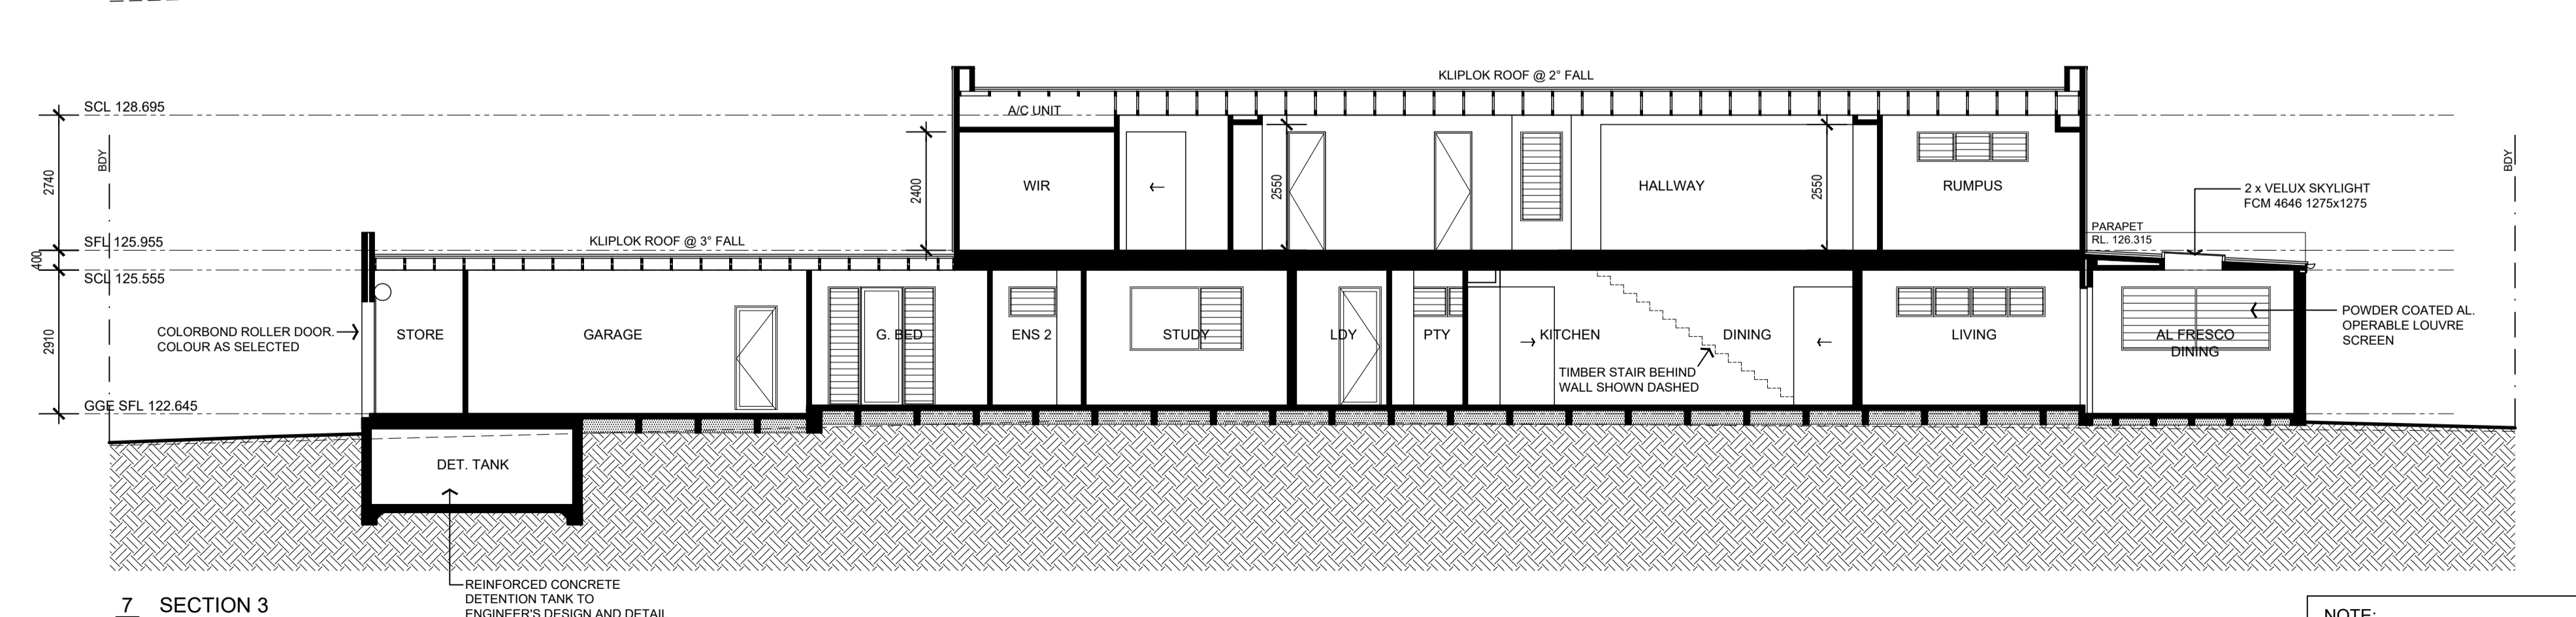 KLIPLOK ROOF @ 2° FALL
SCL 128.695
A/C UNIT
BDY
BDY
2740
2400
WIR
2550
HALLWAY
2550
RUMPUS
2 x VELUX SKYLIGHT
FCM 4646 1275x1275
PARAPET
RL. 126.315
SFL 125.955
KLIPLOK ROOF @ 3° FALL
400
SCL 125.555
COLORBOND ROLLER DOOR.
COLOUR AS SELECTED
2910
STORE
GARAGE
G. BED
ENS 2
STUDY
LDY
PTY
KITCHEN
DINING
LIVING
AL FRESCO
DINING
POWDER COATED AL.
OPERABLE LOUVRE
SCREEN
TIMBER STAIR BEHIND
WALL SHOWN DASHED
GGE SFL 122.645
DET. TANK
REINFORCED CONCRETE
DETENTION TANK TO
ENGINEER'S DESIGN AND DETAIL
7 SECTION 3
NOTE: